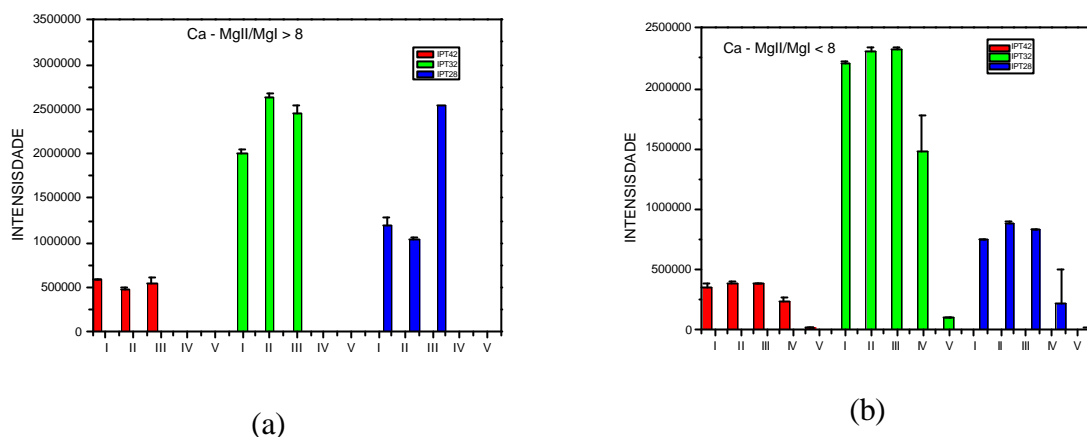 Ca - MgII/MgI > 8
IPT42
IPT32
IPT28
INTENSISDADE
3500000
3000000
2500000
2000000
1500000
1000000
500000
0
I II III IV V I II III IV V I II III IV V
(a)
Ca - MgII/MgI < 8
IPT42
IPT32
IPT28
INTENSISDADE
2500000
2000000
1500000
1000000
500000
0
I II III IV V I II III IV V I II III IV V
(b)